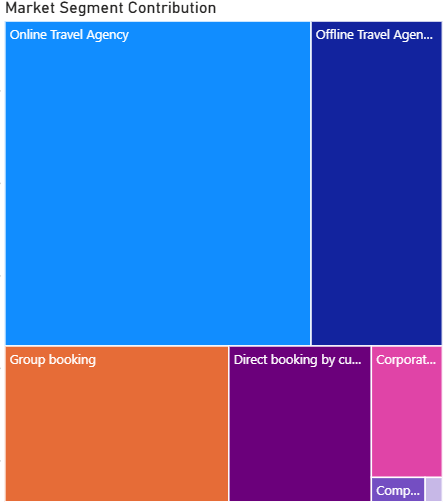 Market Segment Contribution
Online Travel Agency
Offline Travel Agen...
Group booking
Direct booking by cu...
Corporat...
Comp...